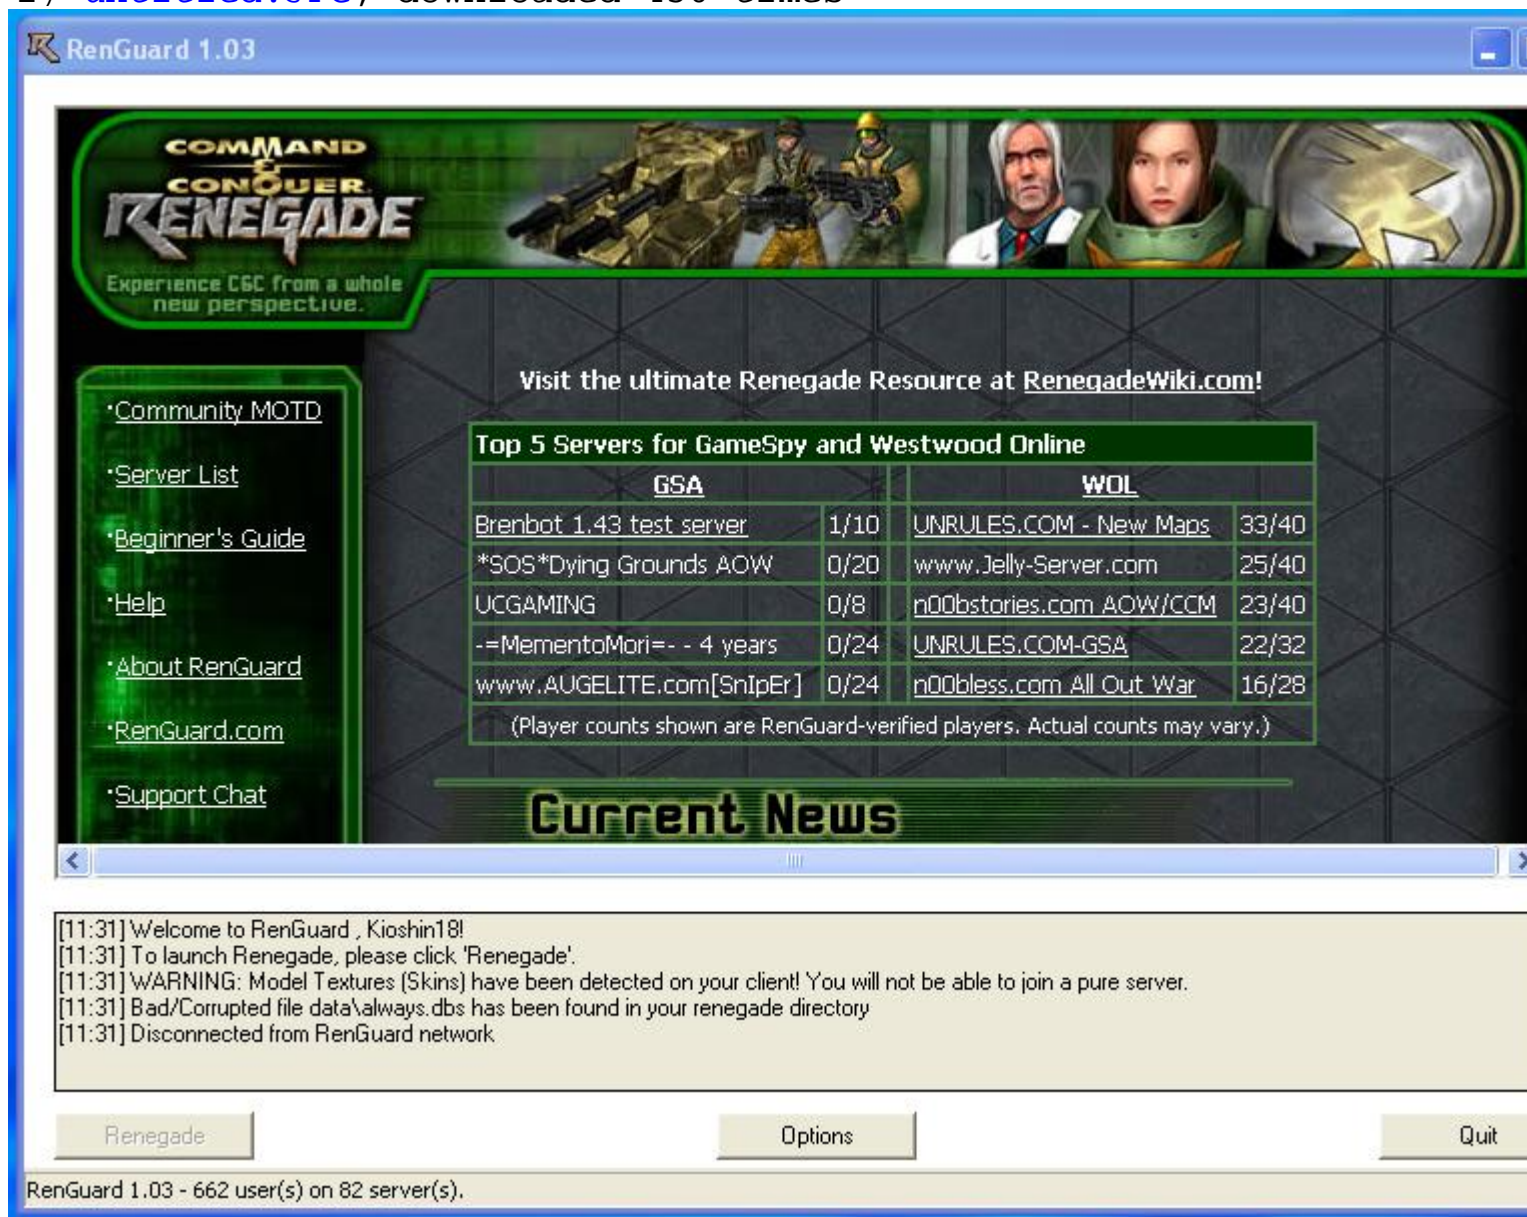 RenGuard 1.03
COMMAND
&
CONQUER
RENEGADE
Experience C&C from a whole
new perspective.
·Community MOTD
·Server List
·Beginner's Guide
·Help
·About RenGuard
·RenGuard.com
·Support Chat
Visit the ultimate Renegade Resource at RenegadeWiki.com!
Top 5 Servers for GameSpy and Westwood Online
GSA WOL
Brenbot 1.43 test server 1/10 UNRULES.COM - New Maps 33/40
*SOS*Dying Grounds AOW 0/20 www.Jelly-Server.com 25/40
UCGAMING 0/8 n00bstories.com AOW/CCM 23/40
-=MementoMori=- - 4 years 0/24 UNRULES.COM-GSA 22/32
www.AUGELITE.com[SnIpEr] 0/24 n00bless.com All Out War 16/28
(Player counts shown are RenGuard-verified players. Actual counts may vary.)
Current News
[11:31] Welcome to RenGuard , Kioshin18!
[11:31] To launch Renegade, please click 'Renegade'.
[11:31] WARNING: Model Textures (Skins) have been detected on your client! You will not be able to join a pure server.
[11:31] Bad/Corrupted file data\always.dbs has been found in your renegade directory
[11:31] Disconnected from RenGuard network
Renegade Options Quit
RenGuard 1.03 - 662 user(s) on 82 server(s).